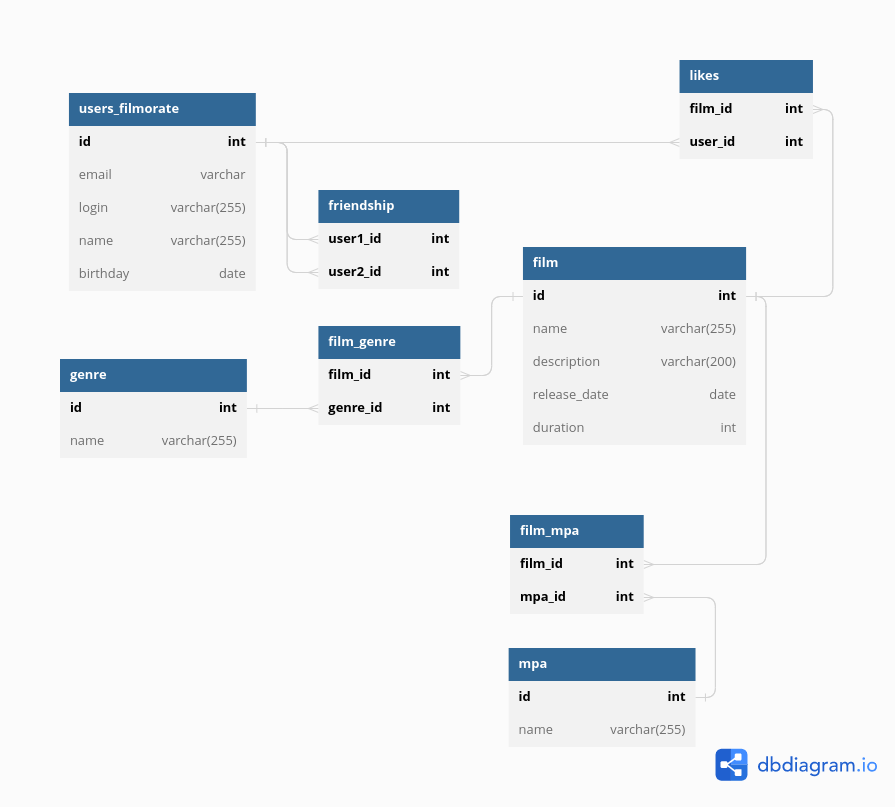 users_filmorate
id int
email varchar
login varchar(255)
name varchar(255)
birthday date
likes
film_id int
user_id int
friendship
user1_id int
user2_id int
film
id int
name varchar(255)
description varchar(200)
release_date date
duration int
film_genre
film_id int
genre_id int
genre
id int
name varchar(255)
film_mpa
film_id int
mpa_id int
mpa
id int
name varchar(255)
dbdiagram.io